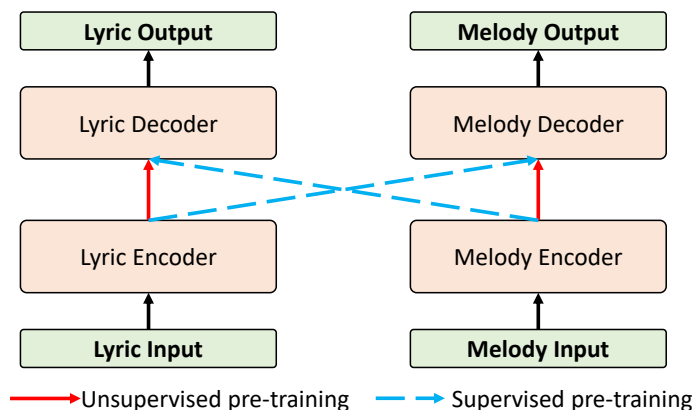 Lyric Output Melody Output
Lyric Decoder Melody Decoder
Lyric Encoder Melody Encoder
Lyric Input Melody Input
Unsupervised pre-training Supervised pre-training